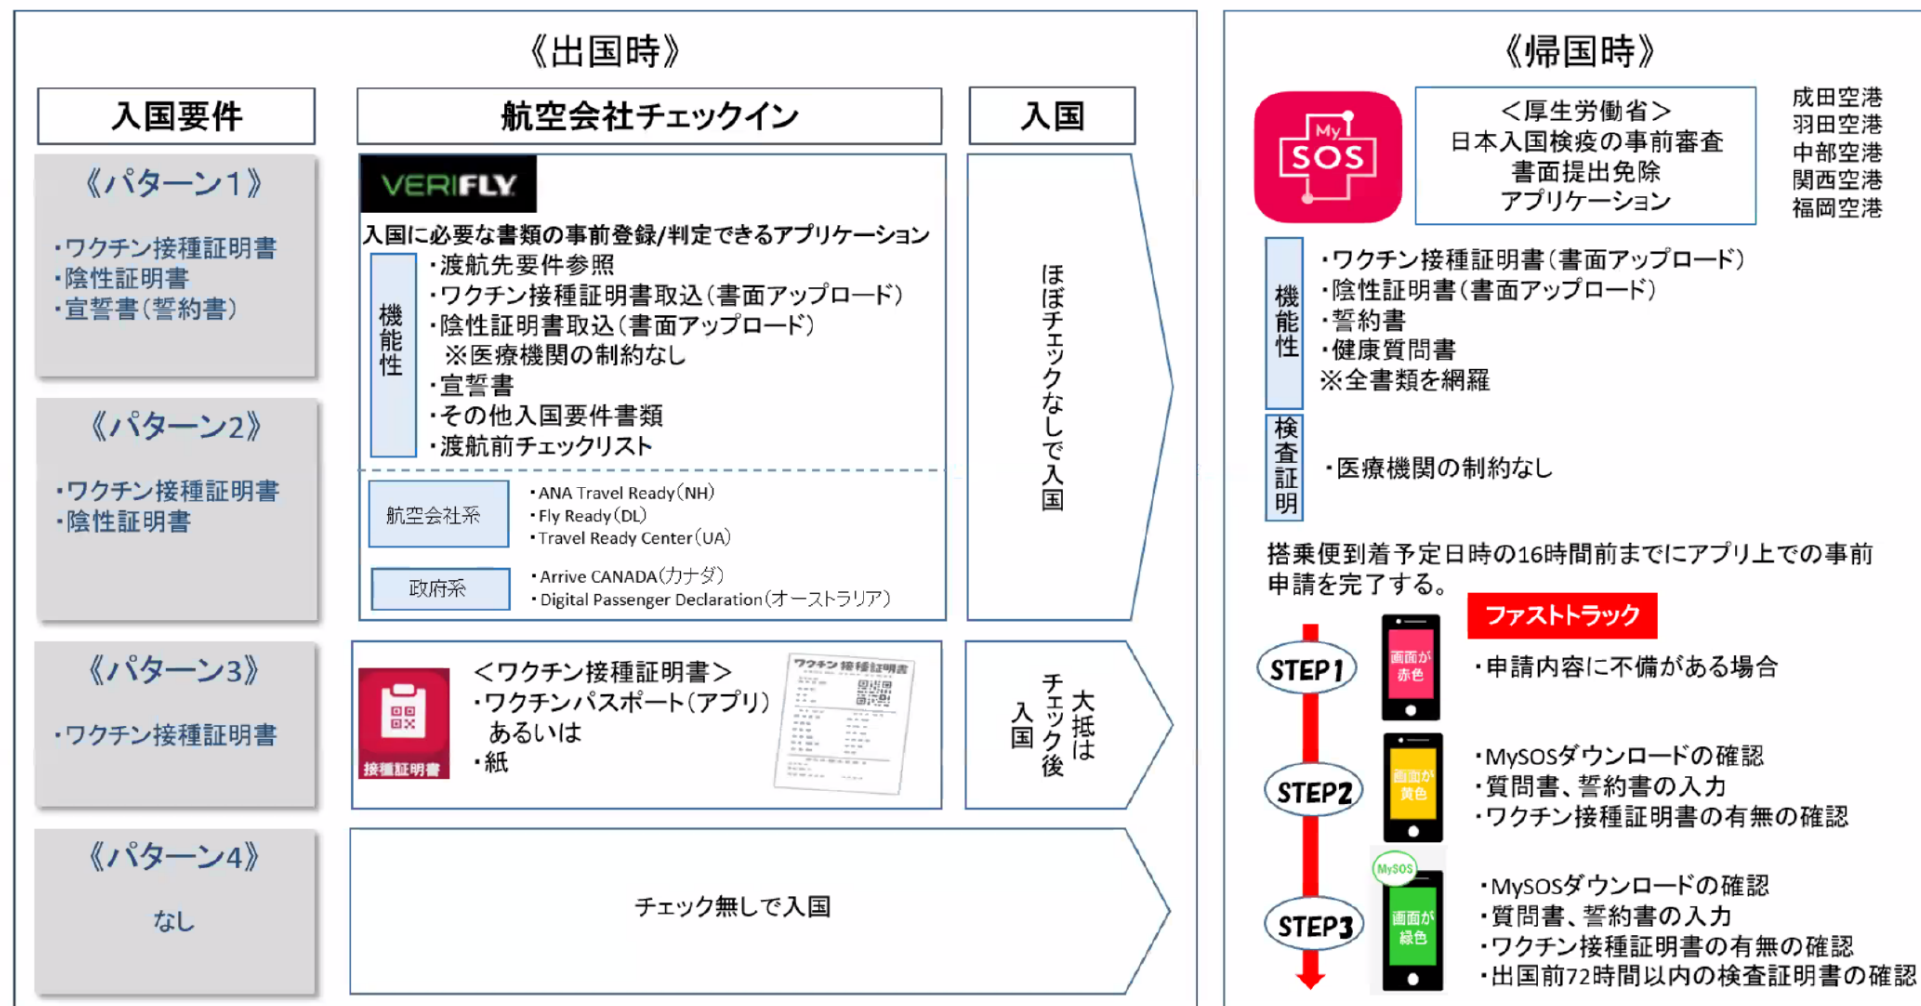 《出国時》
入国要件
航空会社チェックイン
入国
《パターン1》
・ワクチン接種証明書
・陰性証明書
・宣誓書(誓約書)
《パターン2》
・ワクチン接種証明書
・陰性証明書
VERIFLY
入国に必要な書類の事前登録/判定できるアプリケーション
機能性
・渡航先要件参照
・ワクチン接種証明書取込(書面アップロード)
・陰性証明書取込(書面アップロード)
※医療機関の制約なし
・宣誓書
・その他入国要件書類
・渡航前チェックリスト
航空会社系
・ANA Travel Ready(NH)
・Fly Ready(DL)
・Travel Ready Center(UA)
政府系
・Arrive CANADA(カナダ)
・Digital Passenger Declaration(オーストラリア)
ほぼチェックなしで入国
《パターン3》
・ワクチン接種証明書
接種証明書
<ワクチン接種証明書>
・ワクチンパスポート(アプリ)
あるいは
・紙
ワクチン 接種証明書
大抵は
チェック後
入国
《パターン4》
なし
チェック無しで入国
《帰国時》
My
SOS
<厚生労働省>
日本入国検疫の事前審査
書面提出免除
アプリケーション
成田空港
羽田空港
中部空港
関西空港
福岡空港
機能性
・ワクチン接種証明書(書面アップロード)
・陰性証明書(書面アップロード)
・誓約書
・健康質問書
※全書類を網羅
検査証明
・医療機関の制約なし
搭乗便到着予定日時の16時間前までにアプリ上での事前
申請を完了する。
ファストトラック
STEP1
画面が
赤色
・申請内容に不備がある場合
STEP2
画面が
黄色
・MySOSダウンロードの確認
・質問書、誓約書の入力
・ワクチン接種証明書の有無の確認
STEP3
MySOS
画面が
緑色
・MySOSダウンロードの確認
・質問書、誓約書の入力
・ワクチン接種証明書の有無の確認
・出国前72時間以内の検査証明書の確認